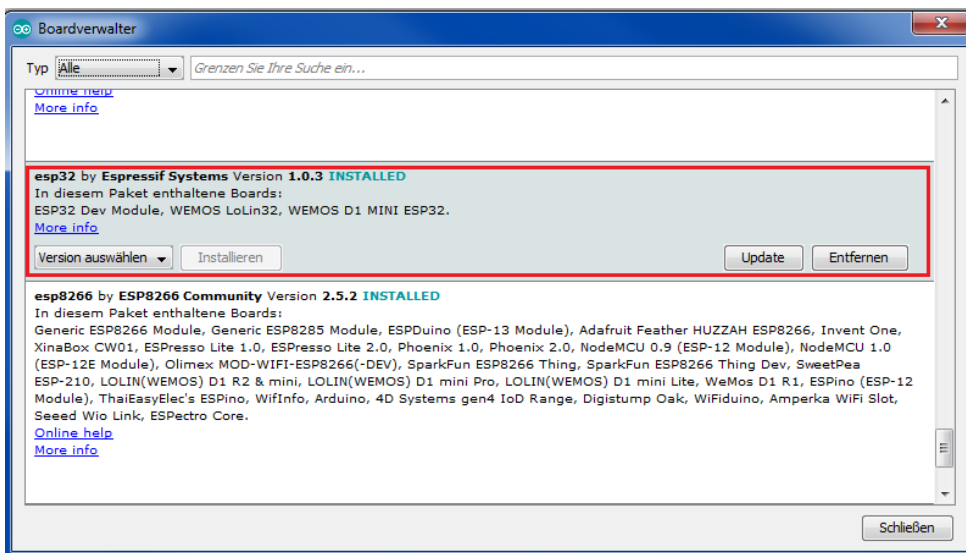 Boardverwalter
Typ Alle Grenzen Sie Ihre Suche ein...
Online help
More info
esp32 by Espressif Systems Version 1.0.3 INSTALLED
In diesem Paket enthaltene Boards:
ESP32 Dev Module, WEMOS LoLin32, WEMOS D1 MINI ESP32.
More info
Version auswählen Installieren Update Entfernen
esp8266 by ESP8266 Community Version 2.5.2 INSTALLED
In diesem Paket enthaltene Boards:
Generic ESP8266 Module, Generic ESP8285 Module, ESPDuino (ESP-13 Module), Adafruit Feather HUZZAH ESP8266, Invent One,
XinaBox CW01, ESPresso Lite 1.0, ESPresso Lite 2.0, Phoenix 1.0, Phoenix 2.0, NodeMCU 0.9 (ESP-12 Module), NodeMCU 1.0
(ESP-12E Module), Olimex MOD-WIFI-ESP8266(-DEV), SparkFun ESP8266 Thing, SparkFun ESP8266 Thing Dev, SweetPea
ESP-210, LOLIN(WEMOS) D1 R2 & mini, LOLIN(WEMOS) D1 mini Pro, LOLIN(WEMOS) D1 mini Lite, WeMos D1 R1, ESPino (ESP-12
Module), ThaiEasyElec's ESPino, WifInfo, Arduino, 4D Systems gen4 IoD Range, Digistump Oak, WiFiduino, Amperka WiFi Slot,
Seeed Wio Link, ESPectro Core.
Online help
More info
Schließen